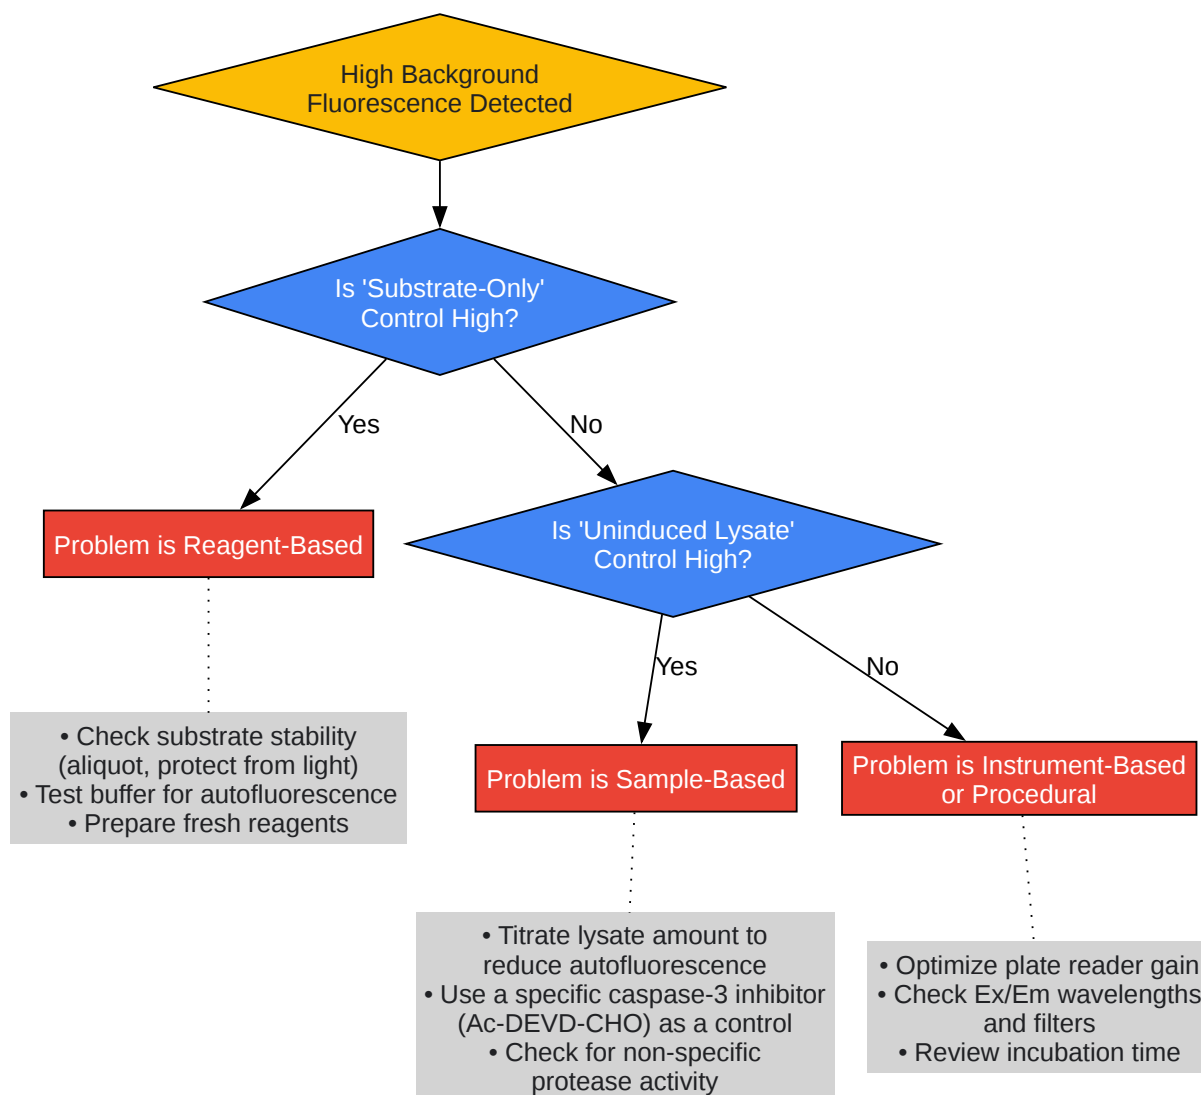 High Background
Fluorescence Detected
Is 'Substrate-Only'
Control High?
Yes
No
Problem is Reagent-Based
Is 'Uninduced Lysate'
Control High?
Yes
No
• Check substrate stability
(aliquot, protect from light)
• Test buffer for autofluorescence
• Prepare fresh reagents
Problem is Sample-Based
Problem is Instrument-Based
or Procedural
• Titrate lysate amount to
reduce autofluorescence
• Use a specific caspase-3 inhibitor
(Ac-DEVD-CHO) as a control
• Check for non-specific
protease activity
• Optimize plate reader gain
• Check Ex/Em wavelengths
and filters
• Review incubation time